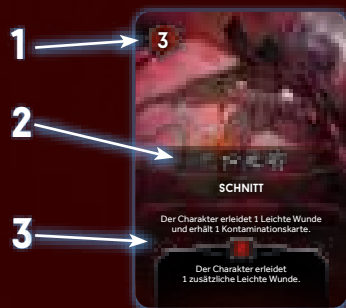 1
3
2
SCHNITT
Der Charakter erleidet 1 Leichte Wunde
und erhält 1 Kontaminationskarte.
3
Der Charakter erleidet
1 zusätzliche Leichte Wunde.